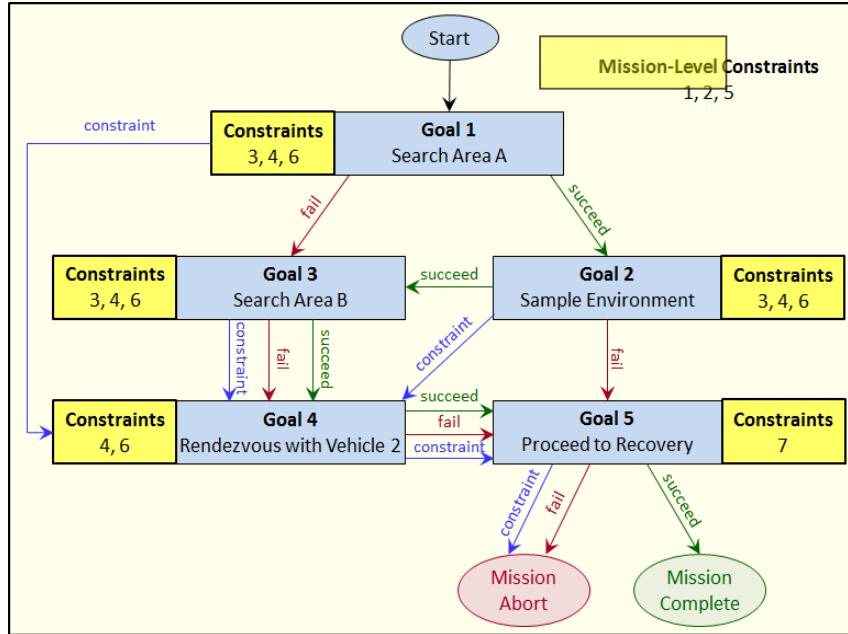 Start
Mission-Level Constraints
1, 2, 5
constraint
Constraints
3, 4, 6
Goal 1
Search Area A
fail
succeed
Constraints
3, 4, 6
Goal 3
Search Area B
succeed
Goal 2
Sample Environment
Constraints
3, 4, 6
constraint
fail
succeed
constraint
fail
Constraints
4, 6
Goal 4
Rendezvous with Vehicle 2
succeed
fail
constraint
Goal 5
Proceed to Recovery
Constraints
7
constraint
fail
succeed
Mission
Abort
Mission
Complete